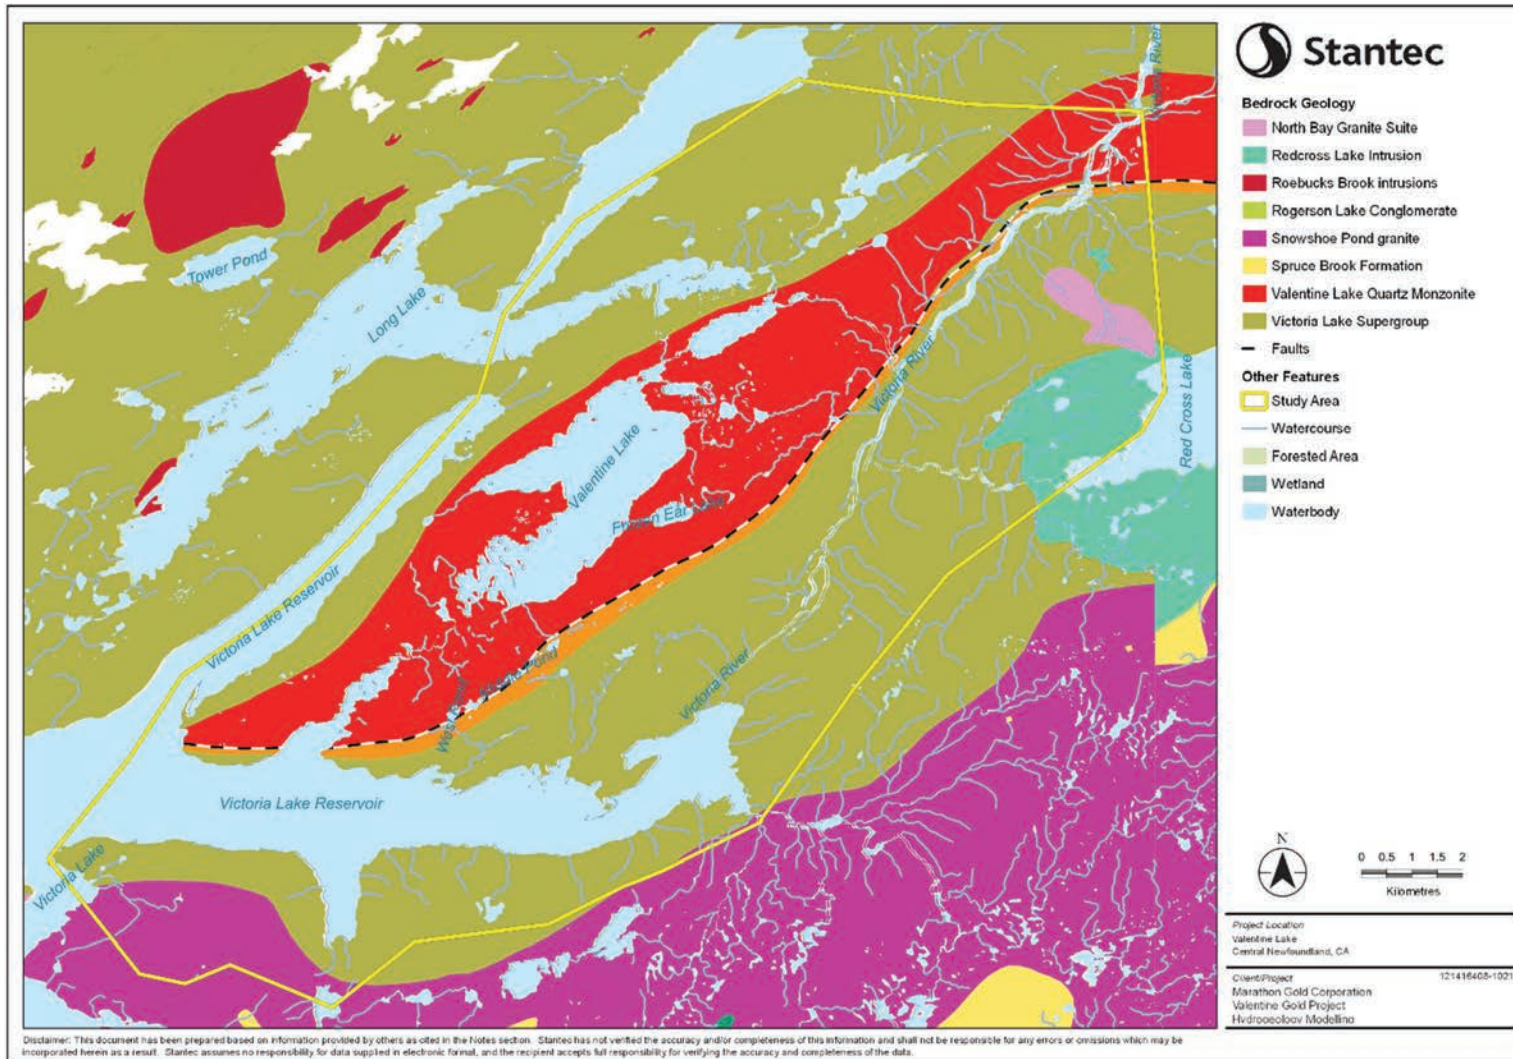 Stantec
Bedrock Geology
North Bay Granite Suite
Redcross Lake Intrusion
Roebucks Brook intrusions
Rogerson Lake Conglomerate
Snowshoe Pond granite
Spruce Brook Formation
Valentine Lake Quartz Monzonite
Victoria Lake Supergroup
Faults
Other Features
Study Area
Watercourse
Forested Area
Wetland
Waterbody
River
Tower Pond
Long Lake
Victoria River
Red Cross Lake
Valentine Lake
Ear
Victoria Lake Reservoir
Pond
West
Victoria River
Victoria Lake Reservoir
Victoria Lake
N
0 0.5 1 1.5 2
Kilometres
Project Location
Valentine Lake
Central Newfoundland, CA
Client/Project 121416408-1021
Marathon Gold Corporation
Valentine Gold Project
Hydrogeology Modelling
Disclaimer: This document has been prepared based on information provided by others as cited in the Notes section. Stantec has not verified the accuracy and/or completeness of this information and shall not be responsible for any errors or omissions which may be
incorporated herein as a result. Stantec assumes no responsibility for data supplied in electronic format, and the recipient accepts full responsibility for verifying the accuracy and completeness of the data.